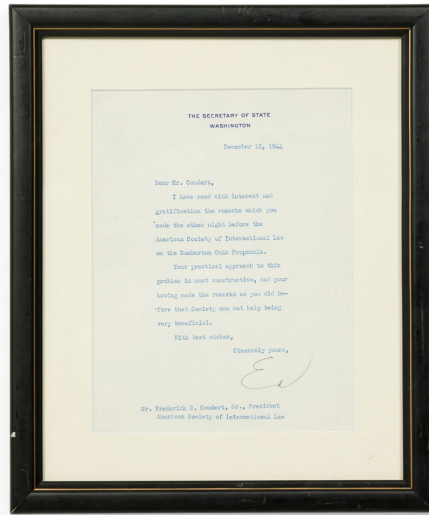 THE SECRETARY OF STATE
WASHINGTON
December 12, 1944
Dear Mr. Coudert,
I have read with interest and
gratification the remarks which you
made the other night before the
American Society of International Law
on the Dumbarton Oaks Proposals.
Your practical approach to this
problem is most constructive, and your
having made the remarks as you did be-
fore that Society can not help being
very beneficial.
With best wishes,
Sincerely yours,
Ed
Mr. Frederick R. Coudert, Sr., President
American Society of International Law